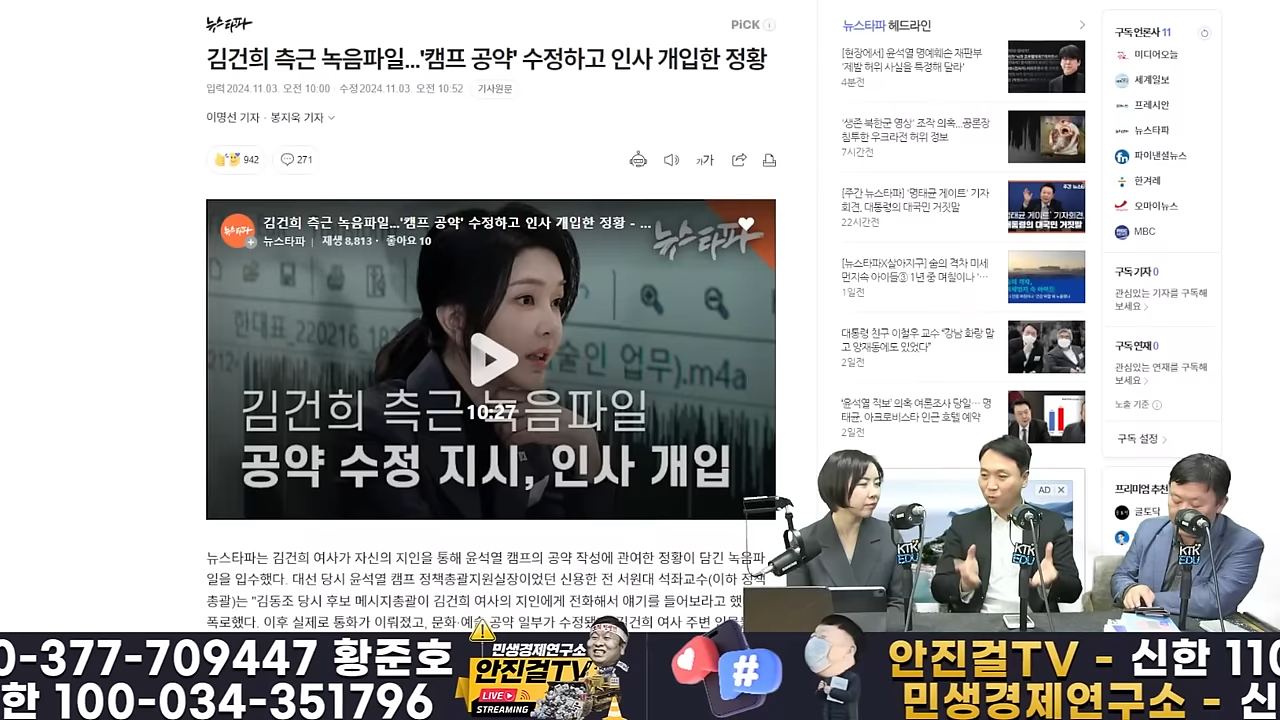 뉴스타파
PiCK
김건희 측근 녹음파일...'캠프 공약' 수정하고 인사 개입한 정황
입력 2024.11.03. 오전 10:
수정 2024.11.03. 오전 10:52
기사원문
이명선 기자 · 봉지욱 기자
942
271
가가
김건희 측근 녹음파일...'캠프 공약' 수정하고 인사 개입한 정황 - ...
뉴스타파 | 재생 8,813 · 좋아요 10
뉴스타파
술인 업무).m4a
10:27
김건희 측근 녹음파일
공약 수정 지시, 인사 개입
뉴스타파는 김건희 여사가 자신의 지인을 통해 윤석열 캠프의 공약 작성에 관여한 정황이 담긴 녹음파
일을 입수했다. 대선 당시 윤석열 캠프 정책총괄지원실장이었던 신용한 전 서원대 석좌교수(이하 정책
총괄)는 "김동조 당시 후보 메시지총괄이 김건희 여사의 지인에게 전화해서 얘기를 들어보라고 했
폭로했다. 이후 실제로 통화가 이뤄졌고, 문화·예술 공약 일부가 수정됐 김건희 여사 주변
뉴스타파 헤드라인
[현장에서] 윤석열 명예훼손 재판부
"제발 허위 사실을 특정해 달라"
4분전
'생존 북한군 영상' 조작 의혹...공론장
침투한 우크라전 허위 정보
7시간전
[주간 뉴스타파] '명태균 게이트' 기자
회견, 대통령의 대국민 거짓말
22시간전
[뉴스타파X살아지구] 숨의 격차 미세
먼지속 아이들③ 1년 중 며칠이나 '…
1일전
대통령 친구 이철우 교수 "강남 화랑 말
고 양재동에도 있었다"
2일전
'윤석열 직보' 의혹 여론조사 당일… 명
태균, 아크로비스타 인근 호텔 예약
2일전
AD
구독 언론사 11
미디어오늘
세계일보
프레시안
뉴스타파
파이낸셜뉴스
한겨레
오마이뉴스
MBC
구독 기자 0
관심있는 기자를 구독해
보세요
구독 연재 0
관심있는 연재를 구독해
보세요
노출 기준
구독 설정
프리미엄 추천
글토닥
KTK
EDU
KTK
EDU
KTK
EDU
0-377-709447 황준호
한 100-034-351796
민생경제연구소
안진걸TV
LIVE
STREAMING
#
안진걸TV - 신한 110
민생경제연구소 - 신